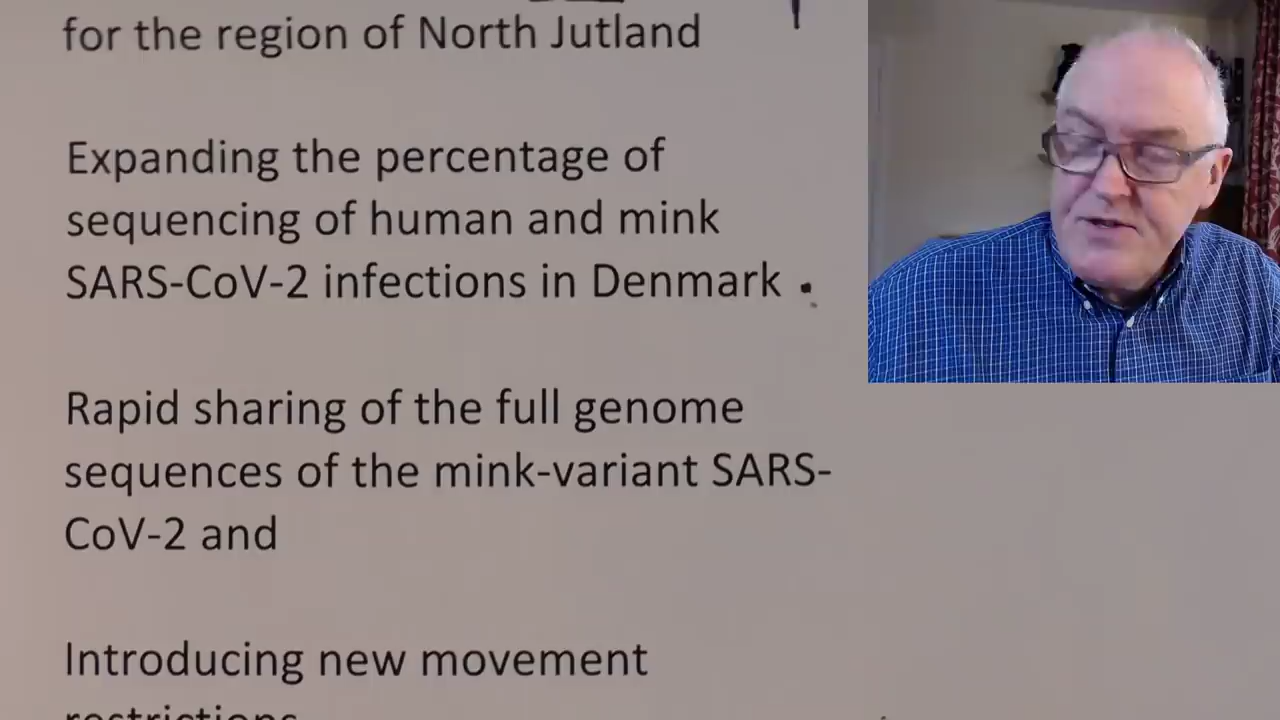 for the region of North Jutland
Expanding the percentage of
sequencing of human and mink
SARS-CoV-2 infections in Denmark
Rapid sharing of the full genome
sequences of the mink-variant SARS-
CoV-2 and
Introducing new movement
restrictions